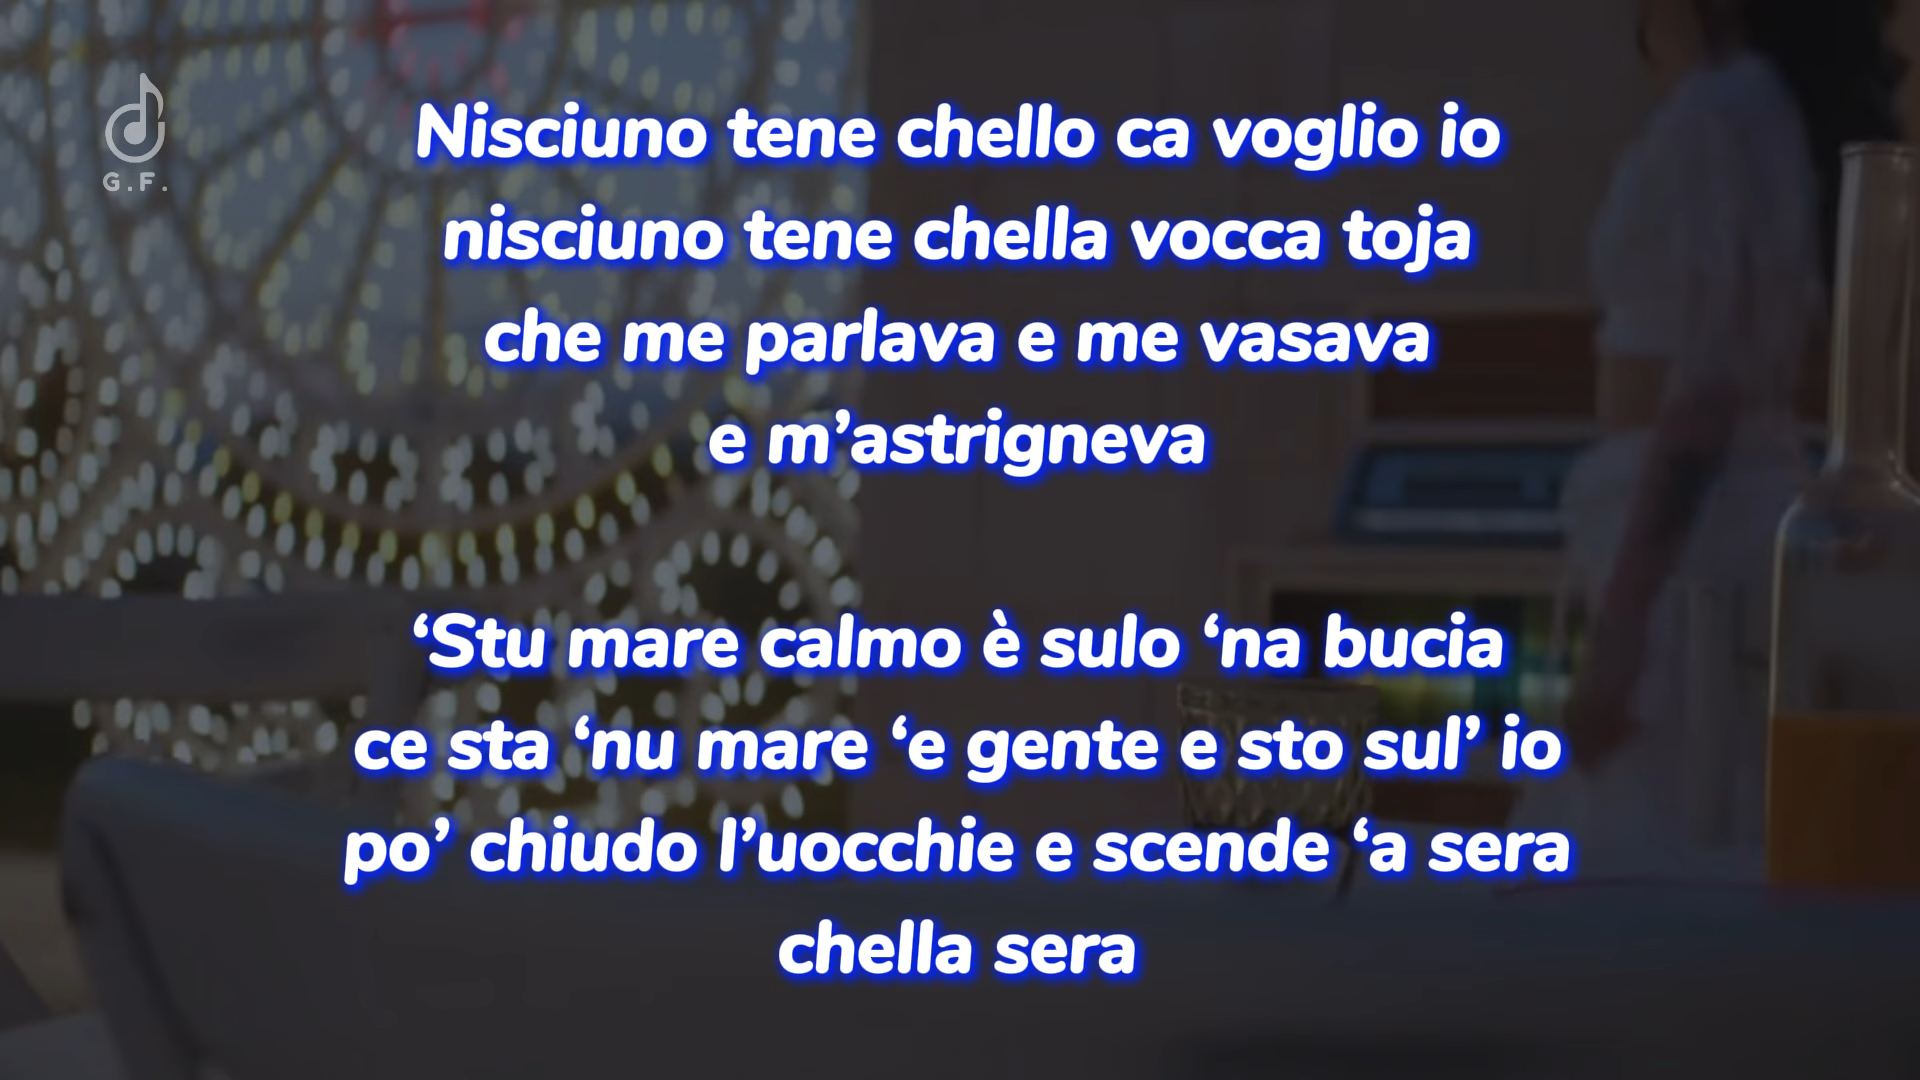 G.F.
Nisciuno tene chello ca voglio io
nisciuno tene chella vocca toja
che me parlava e me vasava
e m’astrigneva
‘Stu mare calmo è sulo ‘na bucia
ce sta ‘nu mare ‘e gente e sto sul’ io
po’ chiudo l’uocchie e scende ‘a sera
chella sera